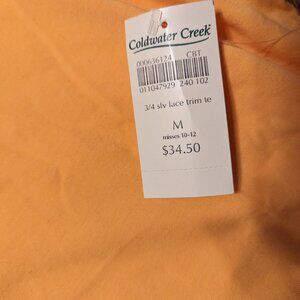 Coldwater Creek
000636124 CBT
011047929 240 102
3/4 slv lace trim te
M
misses 10-12
$34.50